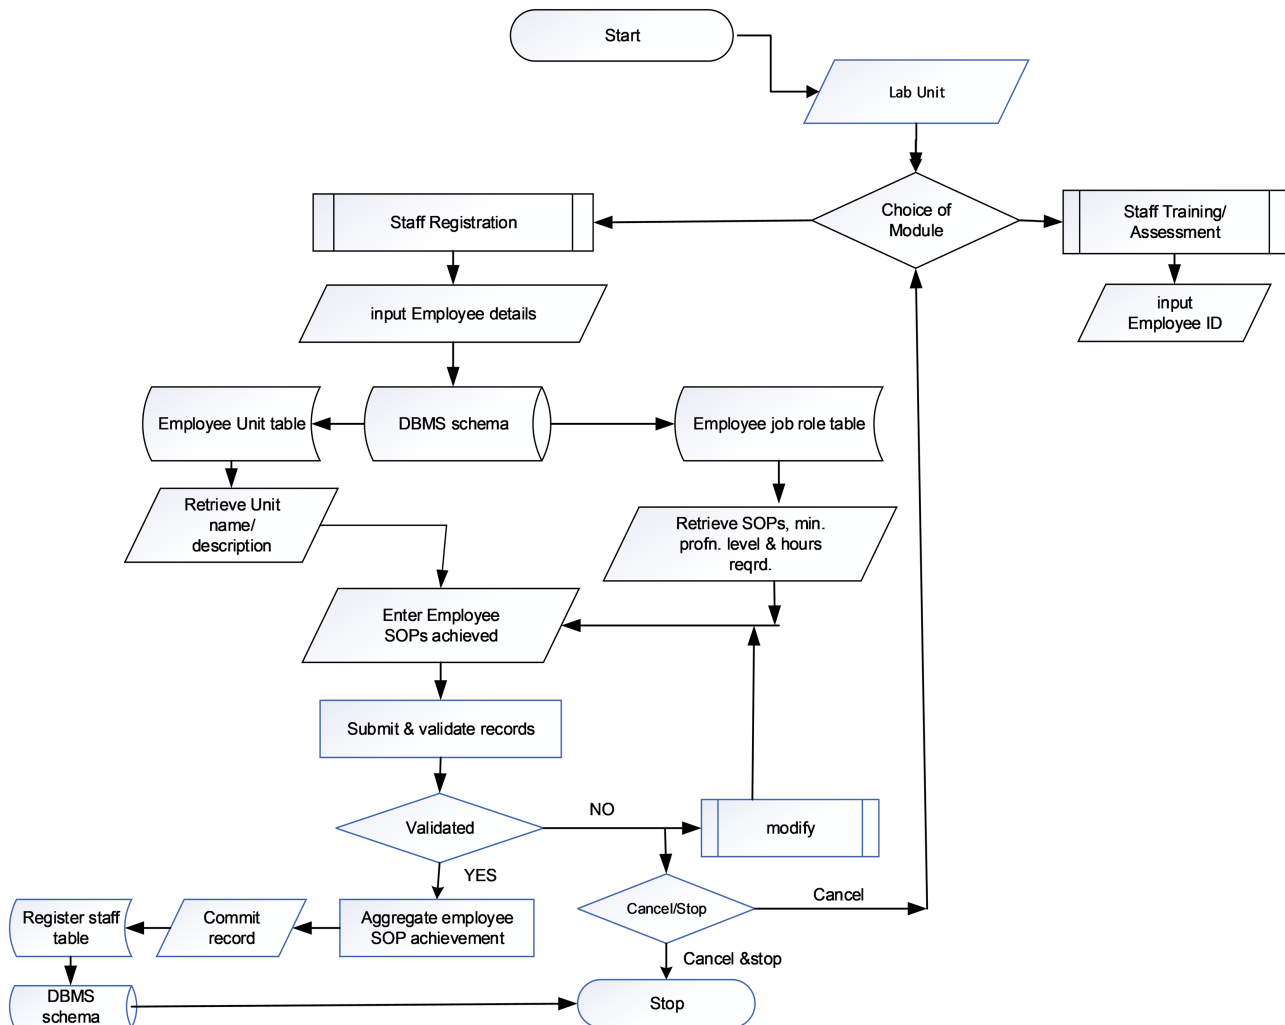 Start
Lab Unit
Choice of
Module
Staff Registration
Staff Training/
Assessment
input Employee details
input
Employee ID
Employee Unit table
DBMS schema
Employee job role table
Retrieve Unit
name/
description
Retrieve SOPs, min.
profn. level & hours
reqrd.
Enter Employee
SOPs achieved
Submit & validate records
Validated
NO
modify
YES
Cancel/Stop
Cancel
Register staff
table
Commit
record
Aggregate employee
SOP achievement
Cancel &stop
DBMS
schema
Stop